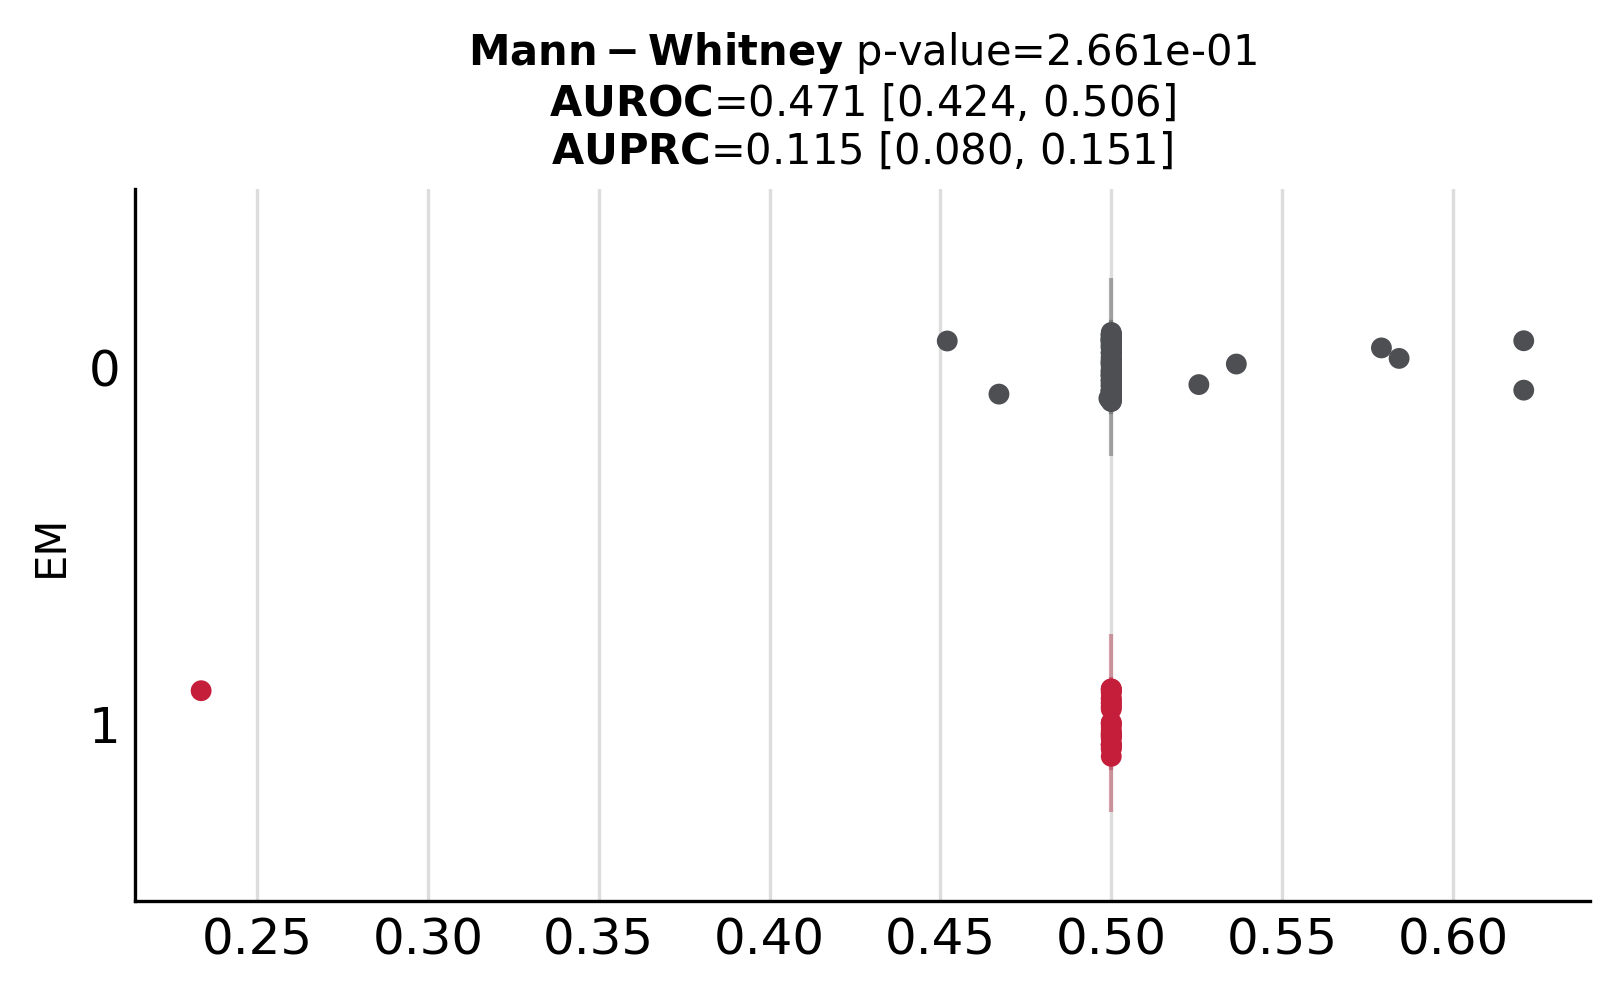 Mann − Whitney p-value=2.661e-01
AUROC=0.471 [0.424, 0.506]
AUPRC=0.115 [0.080, 0.151]
0
EM
1
0.25 0.30 0.35 0.40 0.45 0.50 0.55 0.60